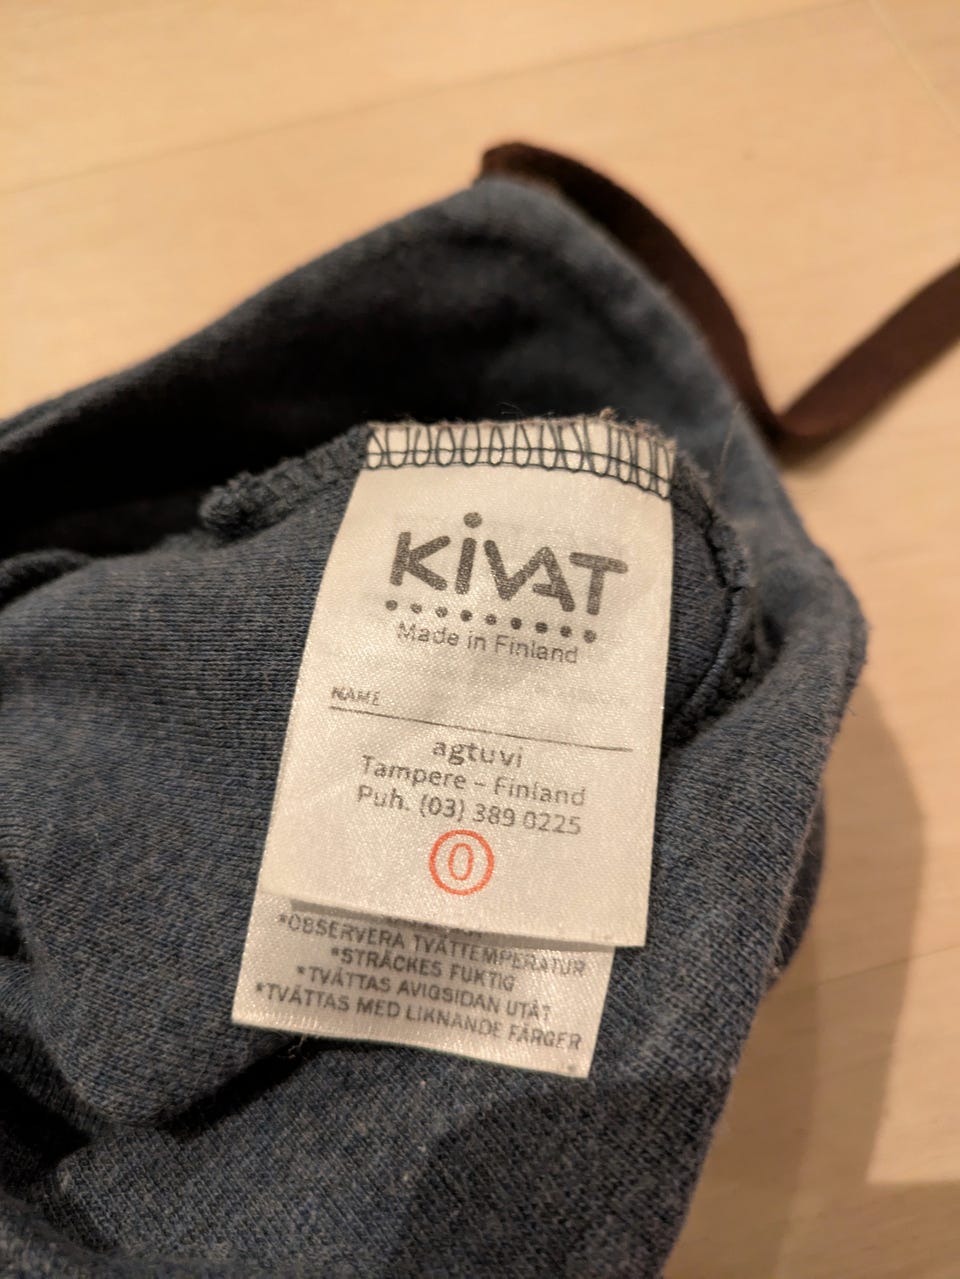 KiVAT
Made in Finland
NAME
agtuvi
Tampere – Finland
Puh. (03) 389 0225
0
*OBSERVERA TVÄTTEMPERATUR
*STRÄCKES FUKTIG
*TVÄTTAS AVIGSIDAN UTÅT
*TVÄTTAS MED LIKNANDE FÄRGER